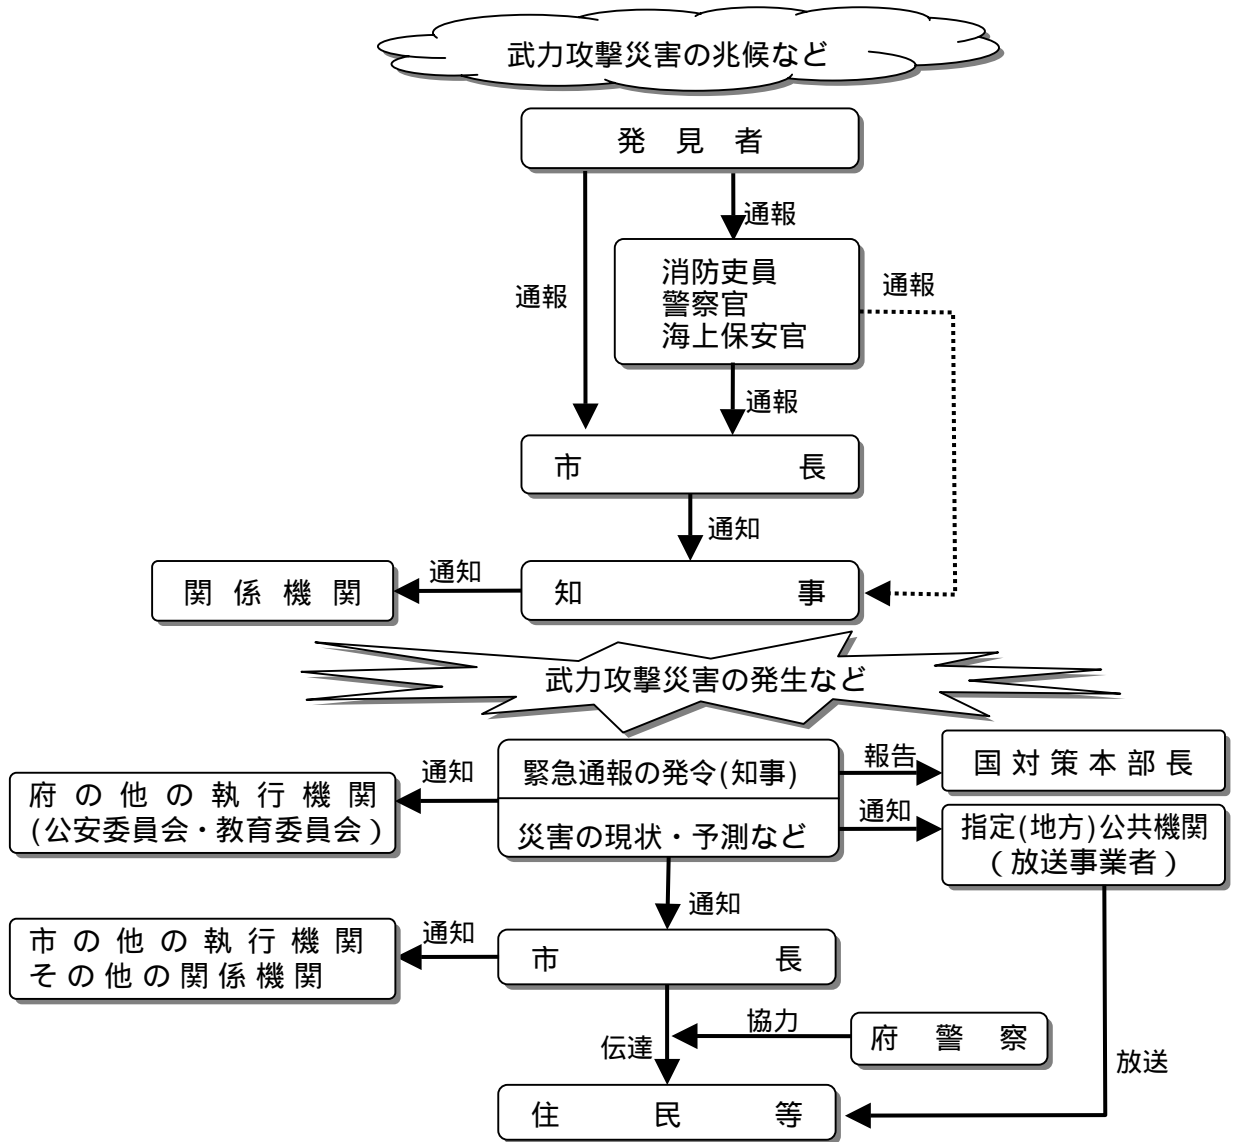 武力攻撃災害の兆候など
発見者
通報
通報
消防吏員
警察官
海上保安官
通報
通報
市長
通知
関係機関
通知
知事
武力攻撃災害の発生など
府の他の執行機関
(公安委員会・教育委員会)
通知
緊急通報の発令(知事)
災害の現状・予測など
報告
国対策本部長
通知
指定(地方)公共機関
(放送事業者)
通知
市の他の執行機関
その他の関係機関
通知
市長
協力
府警察
伝達
放送
住民等